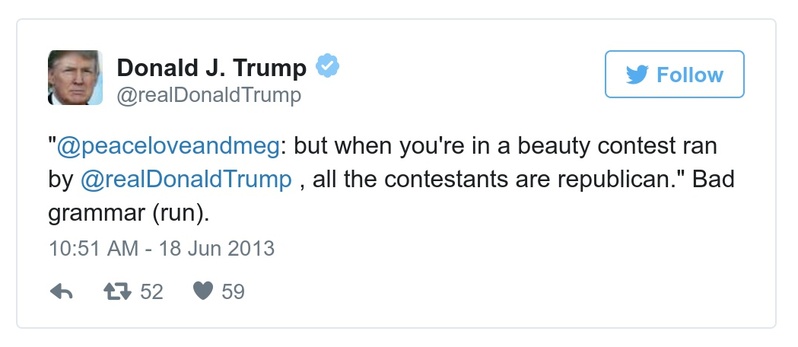 Donald J. Trump
@realDonaldTrump
Follow
"@peaceloveandmeg: but when you're in a beauty contest ran
by @realDonaldTrump , all the contestants are republican." Bad
grammar (run).
10:51 AM - 18 Jun 2013
52 59